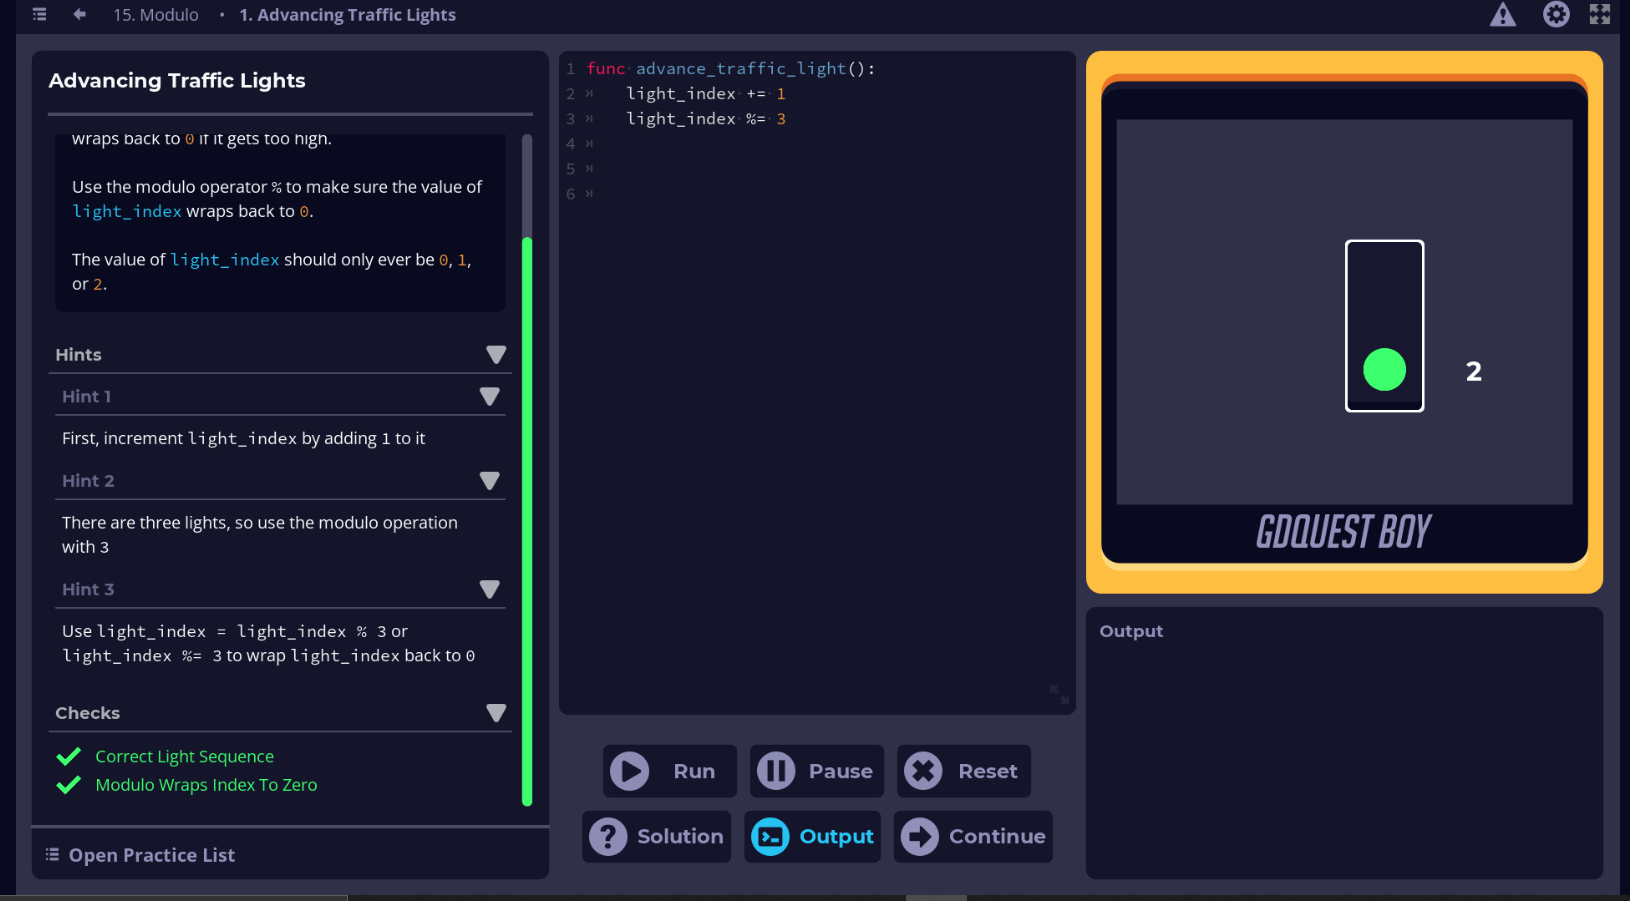 15. Modulo • 1. Advancing Traffic Lights
Advancing Traffic Lights
wraps back to 0 if it gets too high.
Use the modulo operator % to make sure the value of
light_index wraps back to 0.
The value of light_index should only ever be 0, 1,
or 2.
Hints
Hint 1
First, increment light_index by adding 1 to it
Hint 2
There are three lights, so use the modulo operation
with 3
Hint 3
Use light_index = light_index % 3 or
light_index %= 3 to wrap light_index back to 0
Checks
Correct Light Sequence
Modulo Wraps Index To Zero
Open Practice List
1 func advance_traffic_light():
2 light_index += 1
3 light_index %= 3
4
5
6
Run Pause Reset
Solution Output Continue
2
GDQUEST BOY
Output